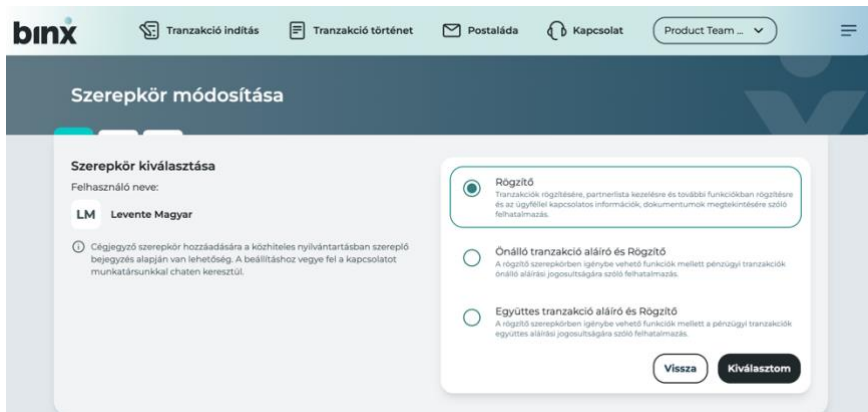 binx
Tranzakció indítás
Tranzakció történet
Postaláda
Kapcsolat
Product Team ...
Szerepkör módosítása
Szerepkör kiválasztása
Felhasználó neve:
LM
Levente Magyar
Cégjegyző szerepkör hozzáadására a közhiteles nyilvántartásban szereplő
bejegyzés alapján van lehetőség. A beállításhoz vegye fel a kapcsolatot
munkatársunkkal chaten keresztül.
Rögzítő
Tranzakciók rögzítésére, partnerlista kezelésre és további funkciókban rögzítésre
és az ügyféllel kapcsolatos információk, dokumentumok megtekintésére szóló
felhatalmazás.
Önálló tranzakció aláíró és Rögzítő
A rögzítő szerepkörben igénybe vehető funkciók mellett pénzügyi tranzakciók
önálló aláírási jogosultságára szóló felhatalmazás.
Együttes tranzakció aláíró és Rögzítő
A rögzítő szerepkörben igénybe vehető funkciók mellett a pénzügyi tranzakciók
együttes aláírási jogosultságára szóló felhatalmazás.
Vissza
Kiválasztom